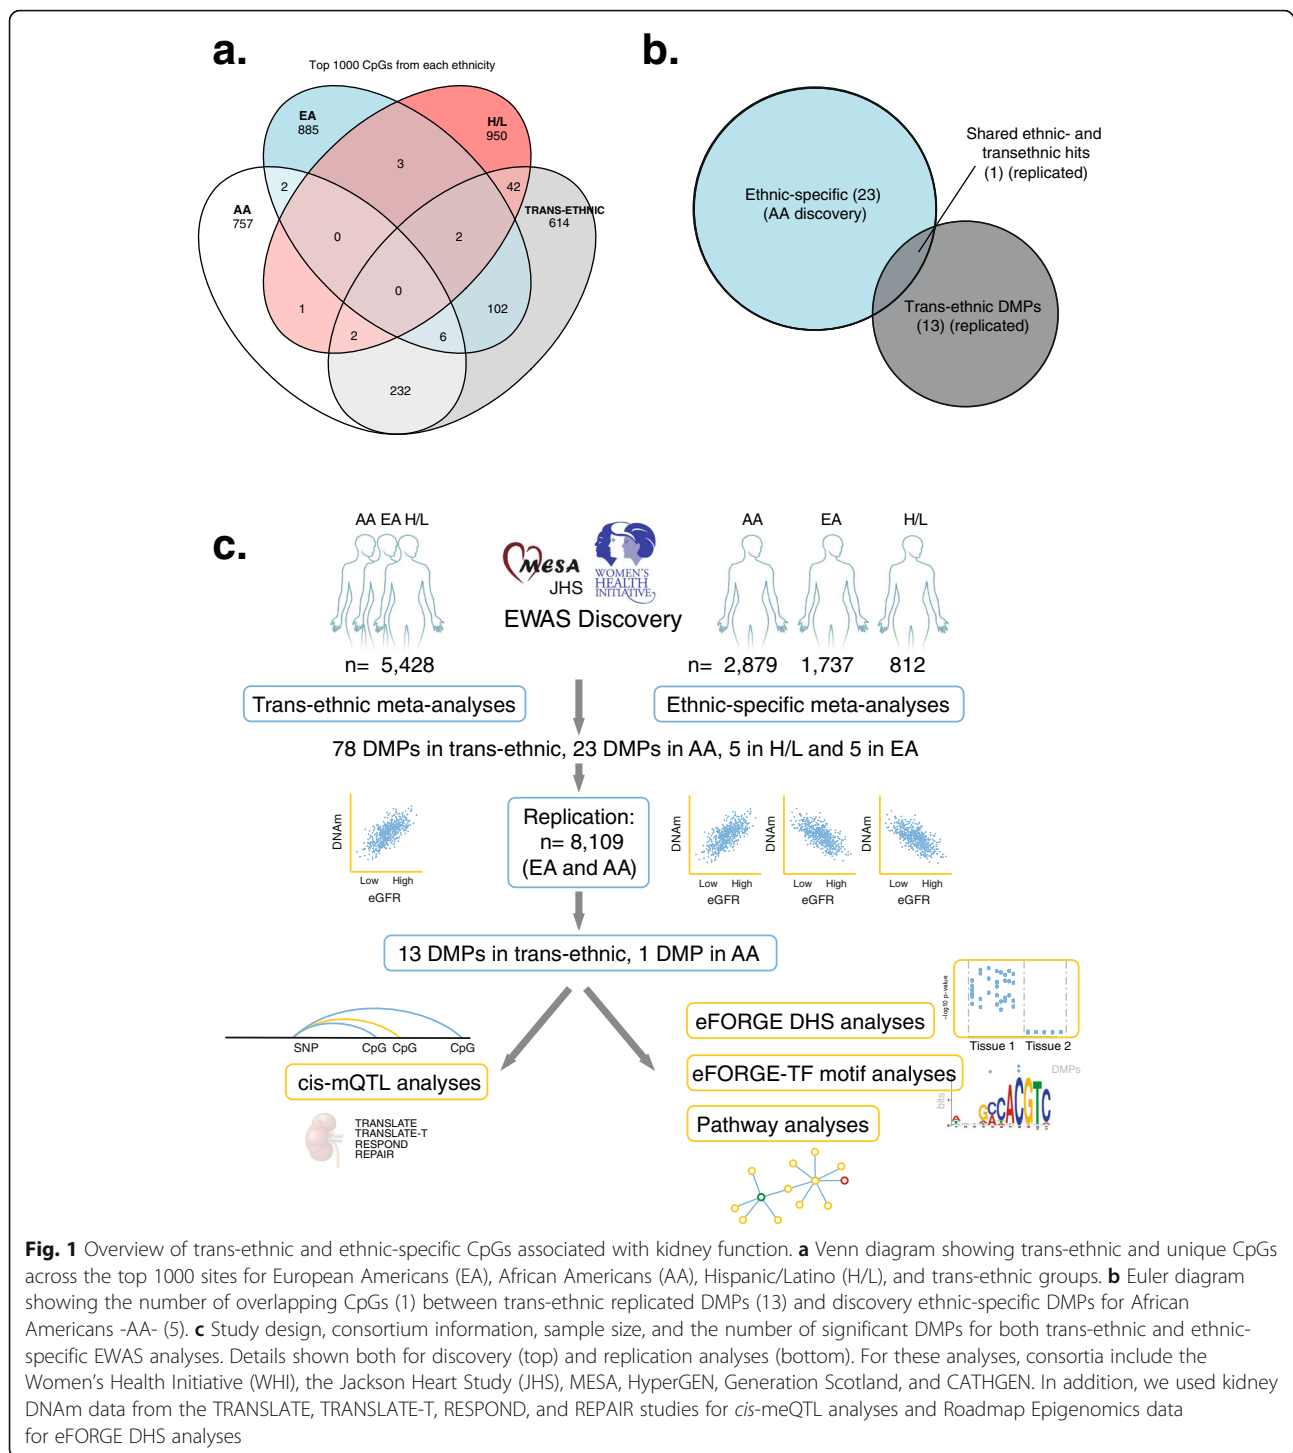 a.
Top 1000 CpGs from each ethnicity
EA
885
H/L
950
AA
757
TRANS-ETHNIC
614
3
2
42
0
2
1
0
102
2
6
232
b.
Ethnic-specific (23)
(AA discovery)
Shared ethnic- and
transethnic hits
(1) (replicated)
Trans-ethnic DMPs
(13) (replicated)
c.
AA EA H/L
MESA
JHS
WOMEN'S
HEALTH
INITIATIVE
EWAS Discovery
AA EA H/L
n= 5,428
n= 2,879 1,737 812
Trans-ethnic meta-analyses
Ethnic-specific meta-analyses
78 DMPs in trans-ethnic, 23 DMPs in AA, 5 in H/L and 5 in EA
DNAm
Low High
eGFR
Replication:
n= 8,109
(EA and AA)
DNAm
Low High
eGFR
DNAm
Low High
eGFR
DNAm
Low High
eGFR
13 DMPs in trans-ethnic, 1 DMP in AA
SNP CpG CpG CpG
cis-mQTL analyses
TRANSLATE
TRANSLATE-T
RESPOND
REPAIR
eFORGE DHS analyses
−log10 p-value
Tissue 1 Tissue 2
eFORGE-TF motif analyses
DMPs
bits
Pathway analyses
Fig. 1 Overview of trans-ethnic and ethnic-specific CpGs associated with kidney function. a Venn diagram showing trans-ethnic and unique CpGs
across the top 1000 sites for European Americans (EA), African Americans (AA), Hispanic/Latino (H/L), and trans-ethnic groups. b Euler diagram
showing the number of overlapping CpGs (1) between trans-ethnic replicated DMPs (13) and discovery ethnic-specific DMPs for African
Americans -AA- (5). c Study design, consortium information, sample size, and the number of significant DMPs for both trans-ethnic and ethnic-
specific EWAS analyses. Details shown both for discovery (top) and replication analyses (bottom). For these analyses, consortia include the
Women's Health Initiative (WHI), the Jackson Heart Study (JHS), MESA, HyperGEN, Generation Scotland, and CATHGEN. In addition, we used kidney
DNAm data from the TRANSLATE, TRANSLATE-T, RESPOND, and REPAIR studies for cis-meQTL analyses and Roadmap Epigenomics data
for eFORGE DHS analyses